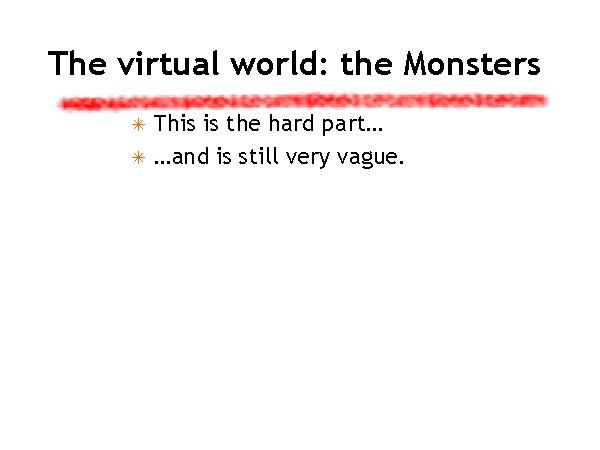 The virtual world: the Monsters
This is the hard part…
…and is still very vague.